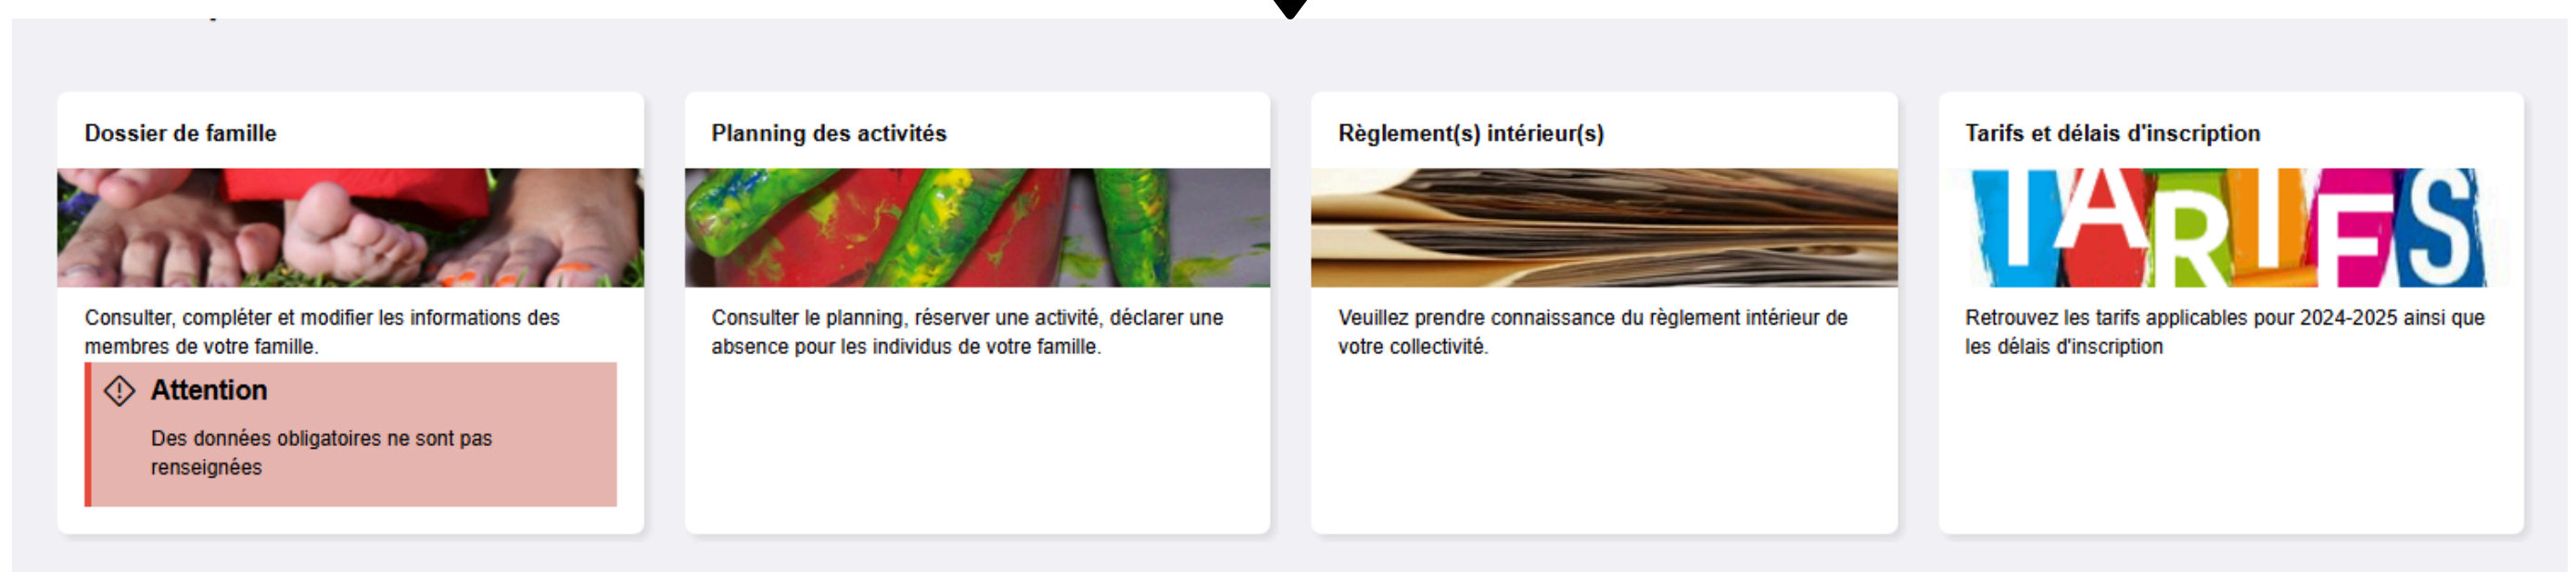 Dossier de famille
Planning des activités
Règlement(s) intérieur(s)
Tarifs et délais d'inscription
TARIFS
Consulter, compléter et modifier les informations des
membres de votre famille.
Attention
Des données obligatoires ne sont pas
renseignées
Consulter le planning, réserver une activité, déclarer une
absence pour les individus de votre famille.
Veuillez prendre connaissance du règlement intérieur de
votre collectivité.
Retrouvez les tarifs applicables pour 2024-2025 ainsi que
les délais d'inscription